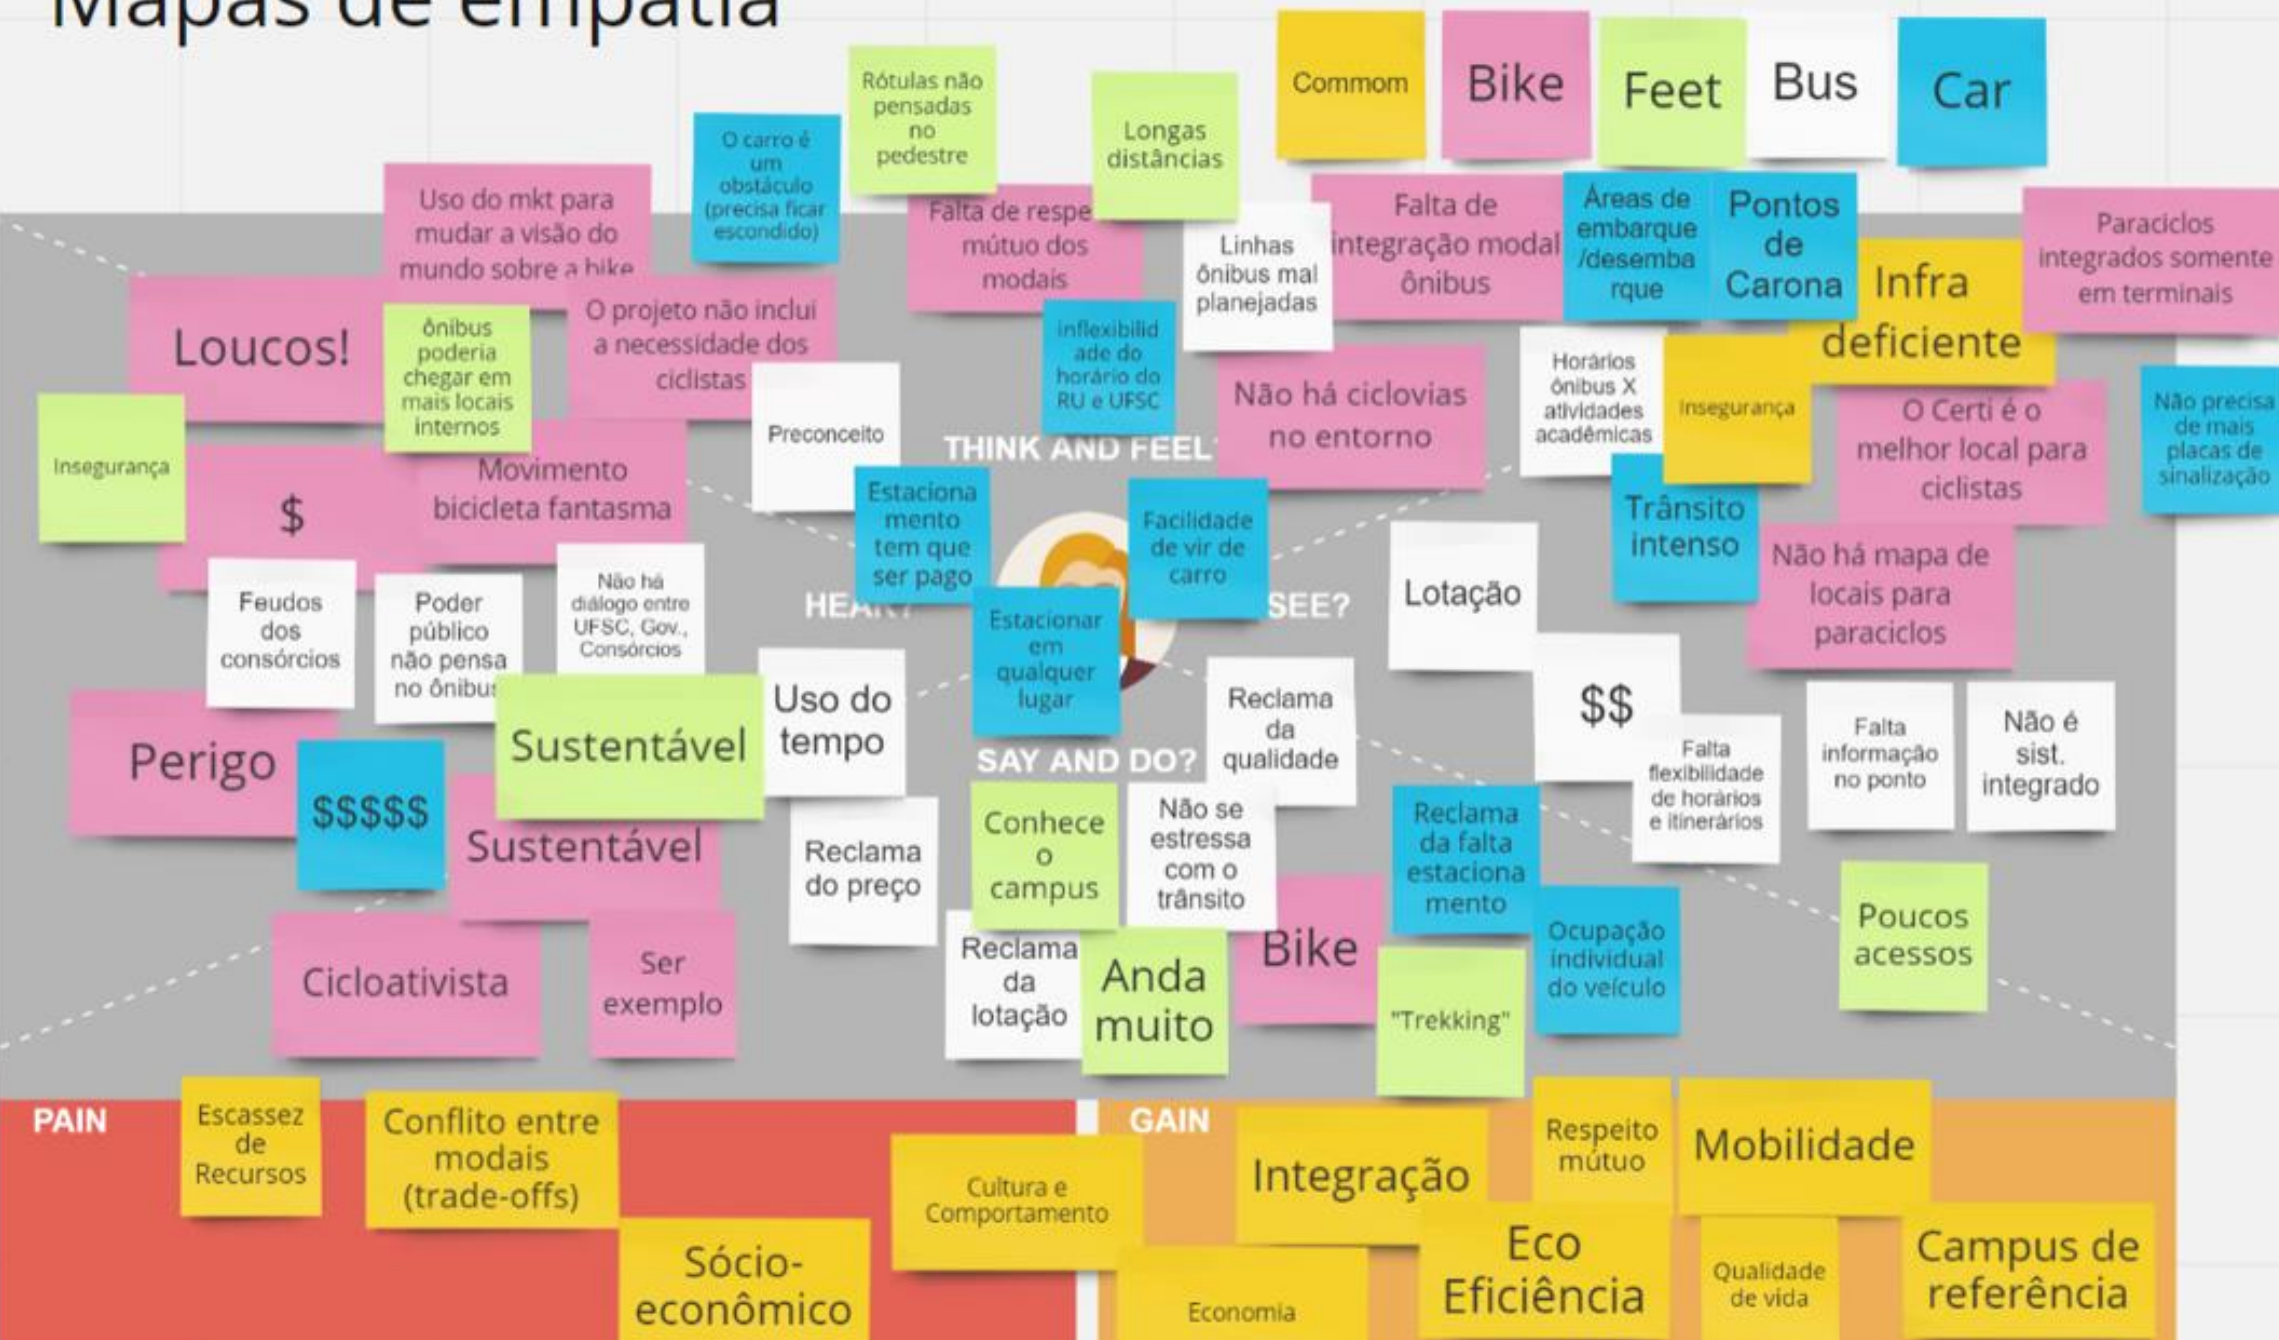 Mapas de empatia
Commom
Bike
Feet
Bus
Car
Rótulas não
pensadas
no
pedestre
Longas
distâncias
O carro é
um
obstáculo
(precisa ficar
escondido)
Uso do mkt para
mudar a visão do
mundo sobre a bike
Falta de respe
mútuo dos
modais
Linhas
ônibus mal
planejadas
Falta de
integração modal
ônibus
Áreas de
embarque
/desemba
rque
Pontos
de
Carona
Infra
deficiente
Paraciclos
integrados somente
em terminais
Loucos!
ônibus
poderia
chegar em
mais locais
internos
O projeto não inclui
a necessidade dos
ciclistas
Preconceito
inflexibilid
ade do
horário do
RU e UFSC
Não há ciclovias
no entorno
Horários
ônibus X
atividades
acadêmicas
Insegurança
O Certi é o
melhor local para
ciclistas
Não precisa
de mais
placas de
sinalização
Insegurança
$
Movimento
bicicleta fantasma
THINK AND FEEL?
Estaciona
mento
tem que
ser pago
Facilidade
de vir de
carro
Trânsito
intenso
Não há mapa de
locais para
paraciclos
Feudos
dos
consórcios
Poder
público
não pensa
no ônibus
Não há
diálogo entre
UFSC, Gov.,
Consórcios
HEAR?
Estacionar
em
qualquer
lugar
SEE?
Lotação
$$
Perigo
$$$$$
Sustentável
Uso do
tempo
SAY AND DO?
Reclama
da
qualidade
Falta
flexibilidade
de horários
e itinerários
Falta
informação
no ponto
Não é
sist.
integrado
Sustentável
Reclama
do preço
Conhece
o
campus
Não se
estressa
com o
trânsito
Reclama
da falta
estaciona
mento
Ocupação
individual
do veículo
Poucos
acessos
Cicloativista
Ser
exemplo
Reclama
da
lotação
Anda
muito
Bike
"Trekking"
PAIN
Escassez
de
Recursos
Conflito entre
modais
(trade-offs)
Sócio-
econômico
Cultura e
Comportamento
GAIN
Integração
Respeito
mútuo
Mobilidade
Economia
Eco
Eficiência
Qualidade
de vida
Campus de
referência